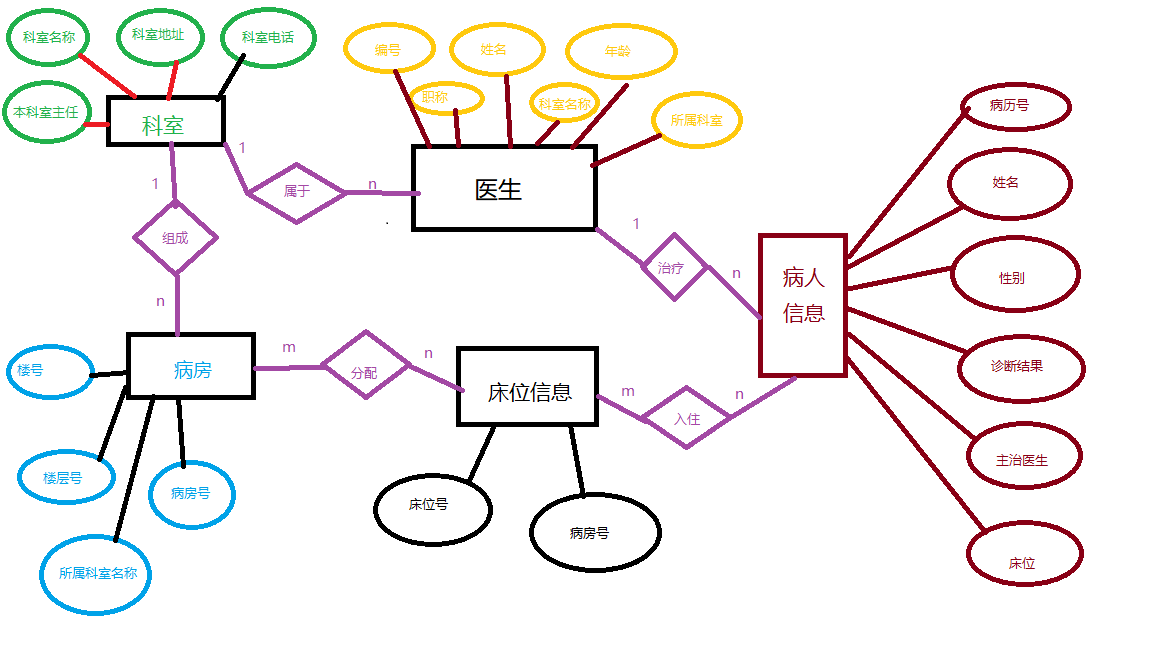 科室名称
科室地址
科室电话
本科室主任
科室
编号
姓名
年龄
职称
科室名称
所属科室
医生
1
属于
n
1
组成
n
.
1
治疗
n
病人
信息
病历号
姓名
性别
诊断结果
主治医生
床位
楼号
病房
m
分配
n
床位信息
m
入住
n
楼层号
病房号
所属科室名称
床位号
病房号